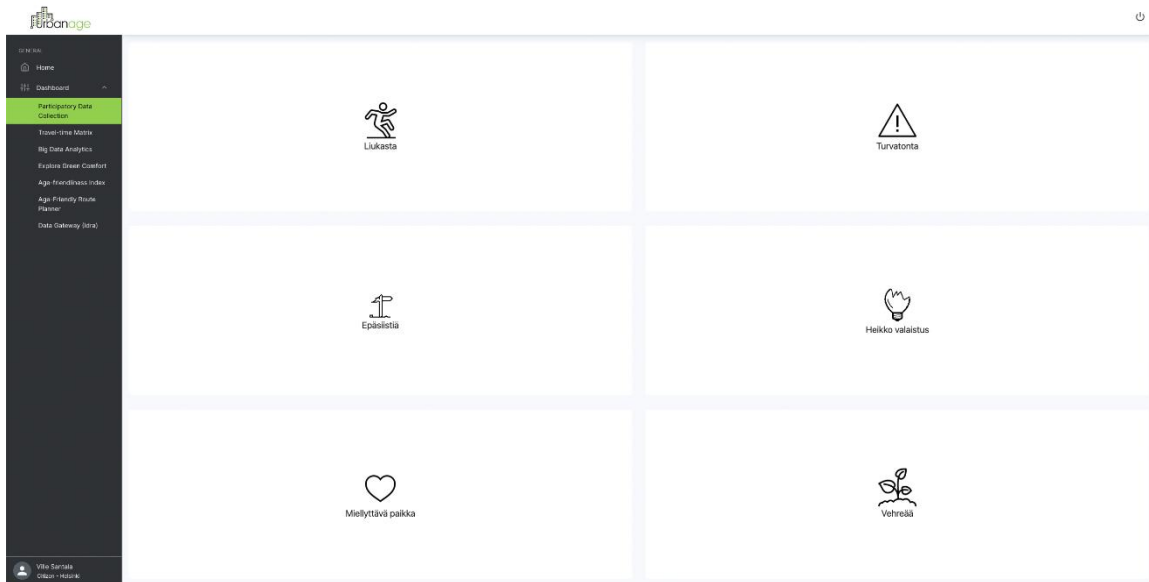 urbanage
GENERAL
Home
Dashboard
Participatory Data
Collection
Travel-time Matrix
Big Data Analytics
Explore Green Comfort
Age-friendliness Index
Age-Friendly Route
Planner
Data Gateway (Idra)
Ville Santala
Citizen - Helsinki
Liukasta
Turvatonta
Epäsiistiä
Heikko valaistus
Miellyttävä paikka
Vehreää